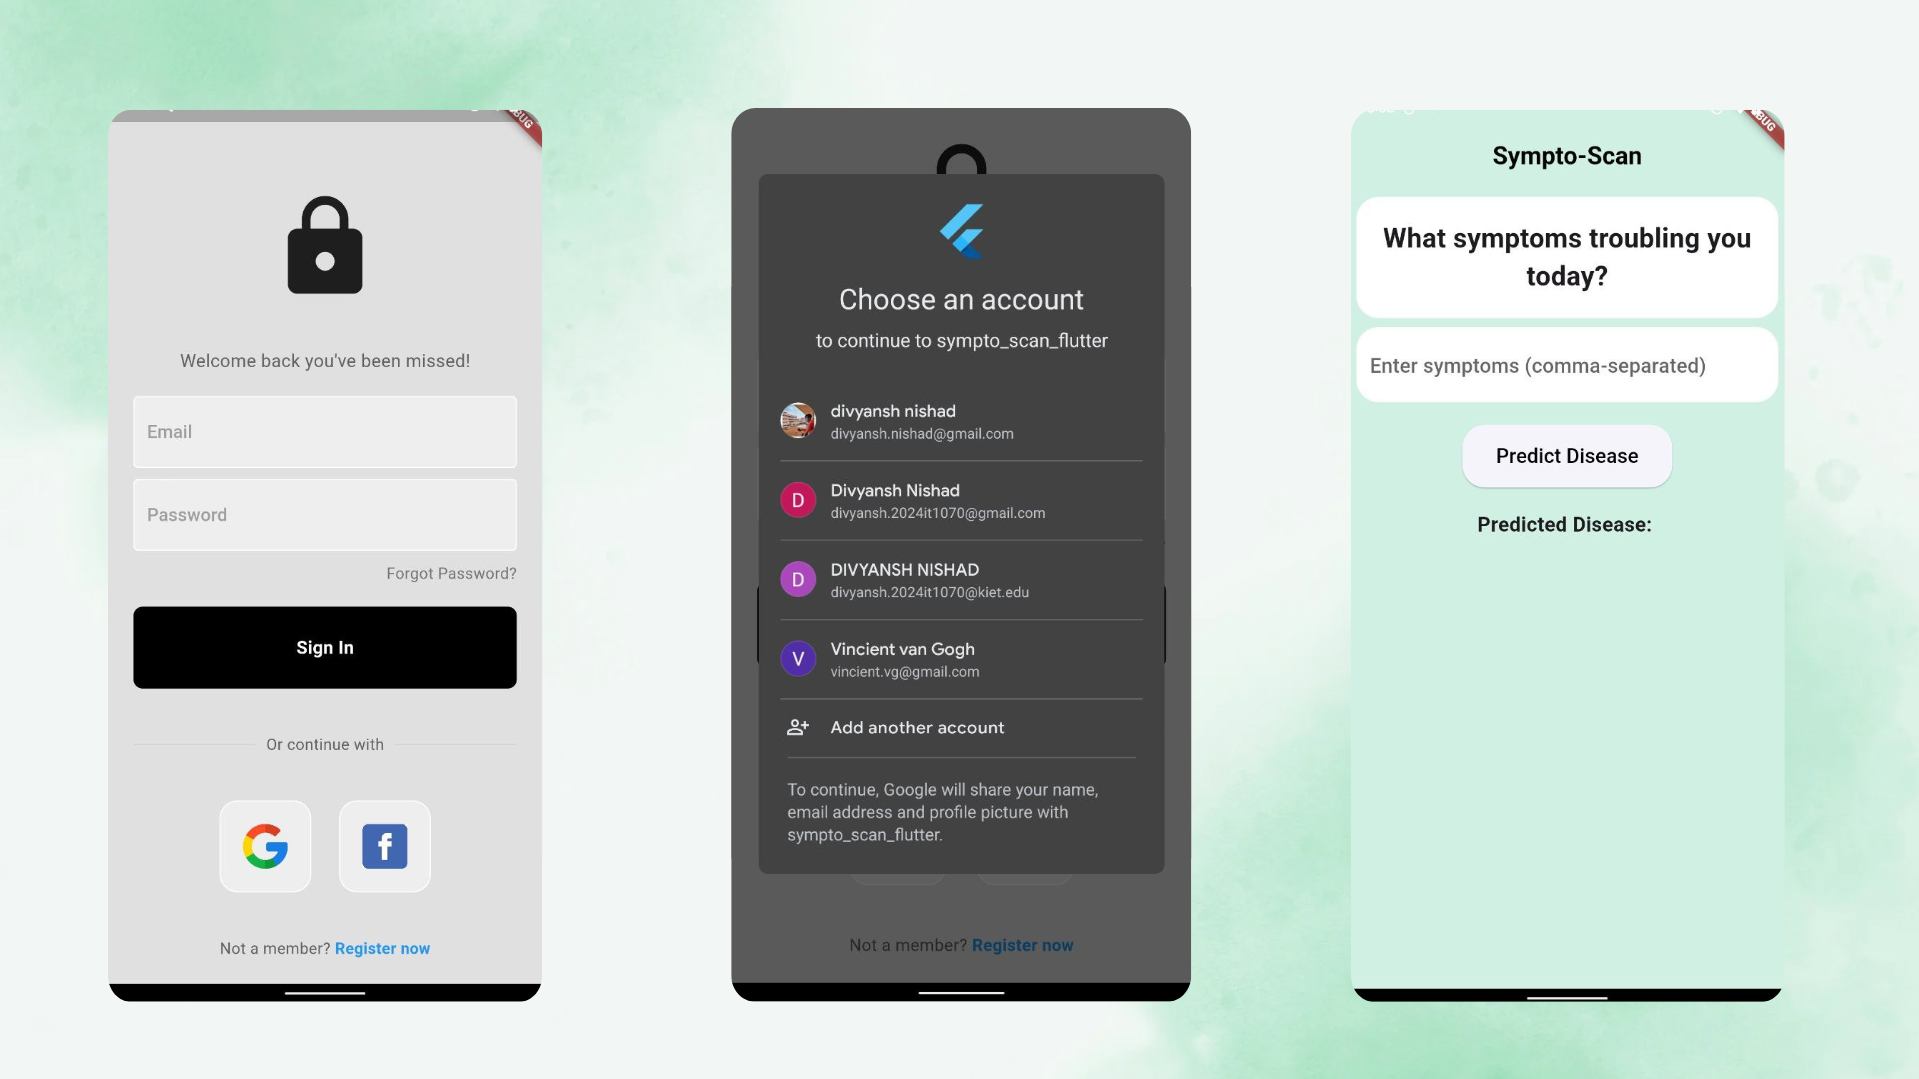 Welcome back you've been missed!
Email
Password
Forgot Password?
Sign In
Or continue with
Not a member? Register now
Choose an account
to continue to sympto_scan_flutter
divyansh nishad
divyansh.nishad@gmail.com
D
Divyansh Nishad
divyansh.2024it1070@gmail.com
D
DIVYANSH NISHAD
divyansh.2024it1070@kiet.edu
V
Vincient van Gogh
vincient.vg@gmail.com
Add another account
To continue, Google will share your name,
email address and profile picture with
sympto_scan_flutter.
Not a member? Register now
Sympto-Scan
What symptoms troubling you
today?
Enter symptoms (comma-separated)
Predict Disease
Predicted Disease: